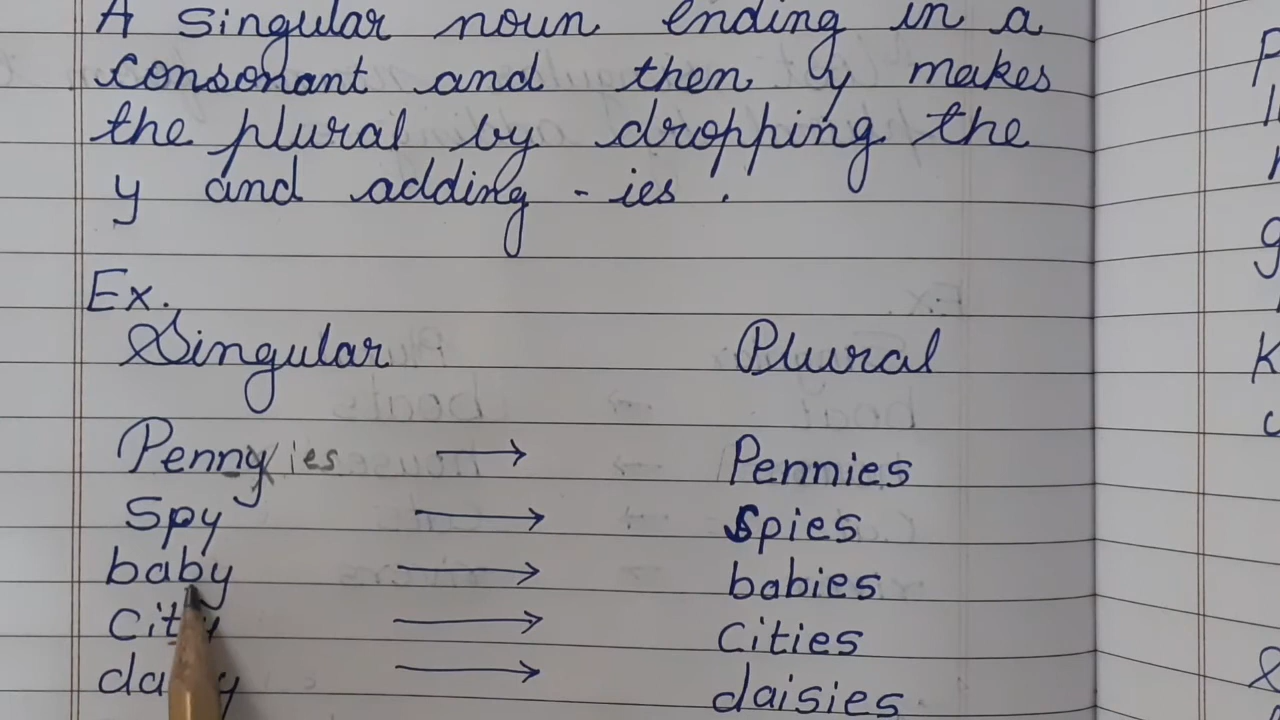 A singular noun ending in a
consonant and then y makes
the plural by dropping the
y and adding - ies .
Ex.
Singular Plural
Penny ies → Pennies
Spy → Spies
baby → babies
City → Cities
→ daisies